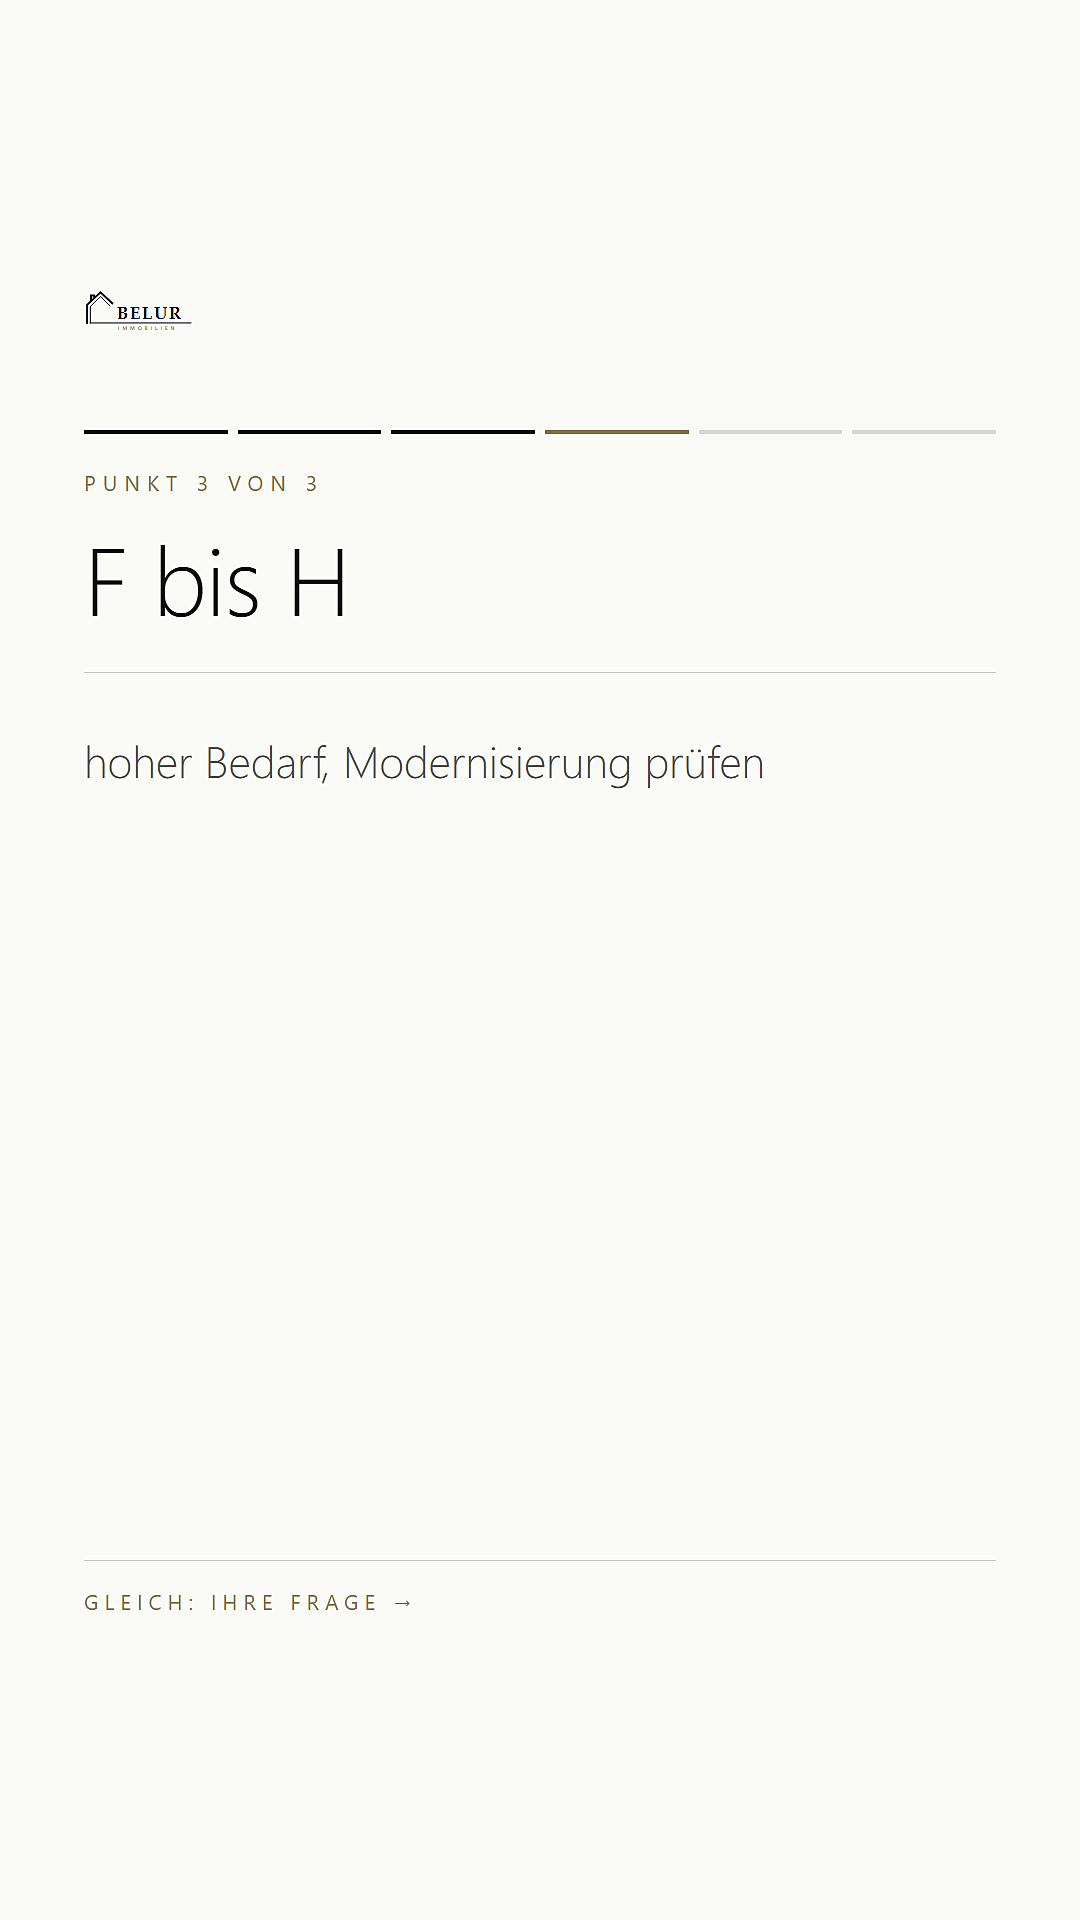 BELUR
IMMOBILIEN
PUNKT 3 VON 3
F bis H
hoher Bedarf, Modernisierung prüfen
GLEICH: IHRE FRAGE →